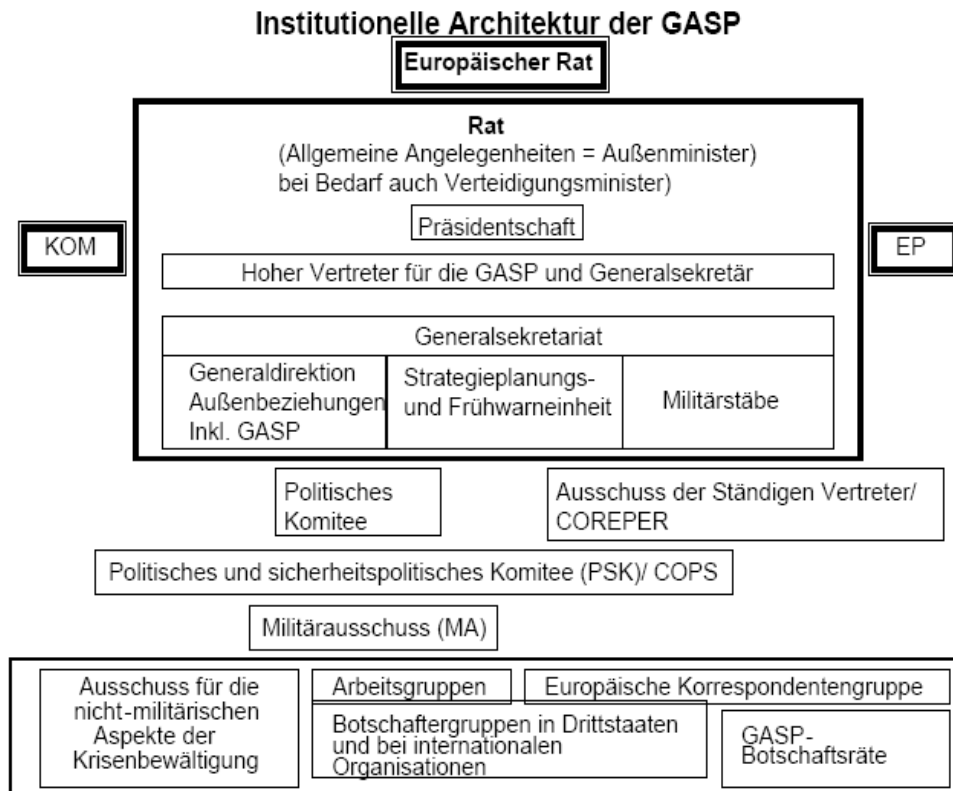 Institutionelle Architektur der GASP
Europäischer Rat
Rat
(Allgemeine Angelegenheiten = Außenminister)
bei Bedarf auch Verteidigungsminister)
Präsidentschaft
KOM
EP
Hoher Vertreter für die GASP und Generalsekretär
Generalsekretariat
Generaldirektion
Außenbeziehungen
Inkl. GASP
Strategieplanungs-
und Frühwarneinheit
Militärstäbe
Politisches
Komitee
Ausschuss der Ständigen Vertreter/
COREPER
Politisches und sicherheitspolitisches Komitee (PSK)/ COPS
Militärausschuss (MA)
Ausschuss für die
nicht-militärischen
Aspekte der
Krisenbewältigung
Arbeitsgruppen
Europäische Korrespondentengruppe
Botschaftergruppen in Drittstaaten
und bei internationalen
Organisationen
GASP-
Botschaftsräte